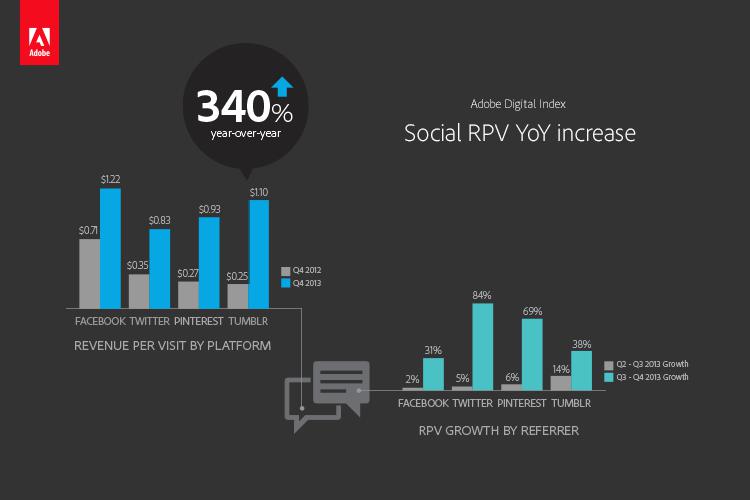 Adobe
340%
year-over-year
Adobe Digital Index
Social RPV YoY increase
$0.71
$1.22
$0.35
$0.83
$0.27
$0.93
$0.25
$1.10
Q4 2012
Q4 2013
FACEBOOK TWITTER PINTEREST TUMBLR
REVENUE PER VISIT BY PLATFORM
2%
31%
5%
84%
6%
69%
14%
38%
Q2 - Q3 2013 Growth
Q3 - Q4 2013 Growth
FACEBOOK TWITTER PINTEREST TUMBLR
RPV GROWTH BY REFERRER